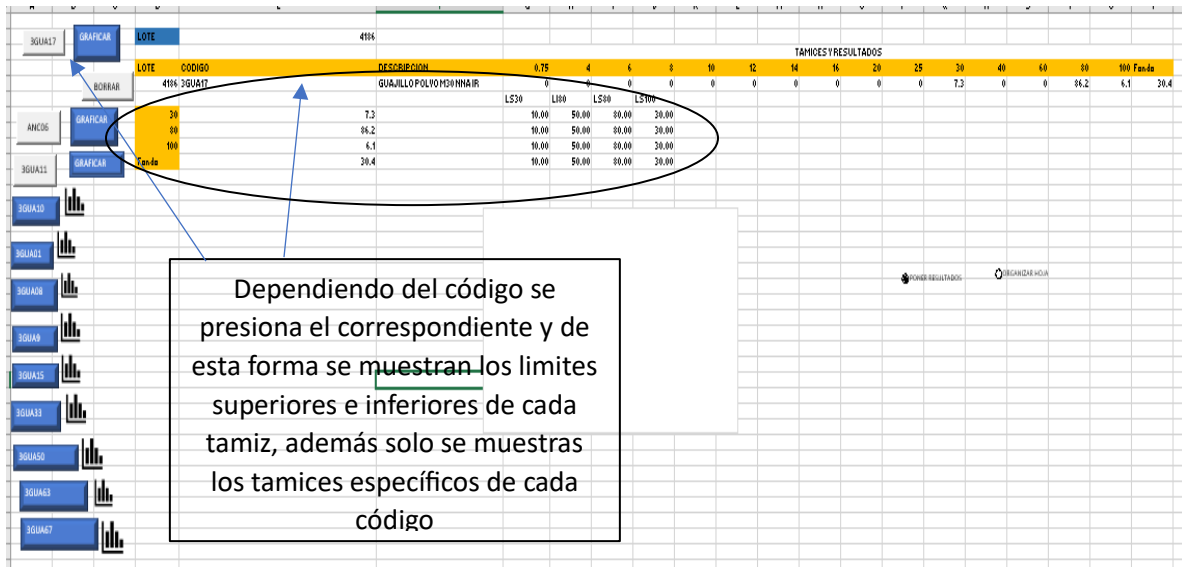 3GUA17
GRAFICAR
LOTE 4186
TAMICES Y RESULTADOS
LOTE CODIGO DESCRIPCION 0.75 4 6 8 10 12 14 16 20 25 30 40 60 80 100 Fondo
BORRAR
4186 3GUA17 GUAJILLO POLVO M30 NNA IR 0 0 0 0 0 0 0 0 0 0 7.3 0 0 86.2 6.1 30.4
LS30 LI80 LS80 LS100
30 7.3 10.00 50.00 80.00 30.00
80 86.2 10.00 50.00 80.00 30.00
100 6.1 10.00 50.00 80.00 30.00
Fondo 30.4 10.00 50.00 80.00 30.00
ANC06
GRAFICAR
3GUA11
GRAFICAR
3GUA10
3GUA01
3GUA08
3GUA9
3GUA15
3GUA33
3GUA50
3GUA63
3GUA67
PONER RESULTADOS
ORGANIZAR HOJA
Dependiendo del código se
presiona el correspondiente y de
esta forma se muestran los limites
superiores e inferiores de cada
tamiz, además solo se muestras
los tamices específicos de cada
código